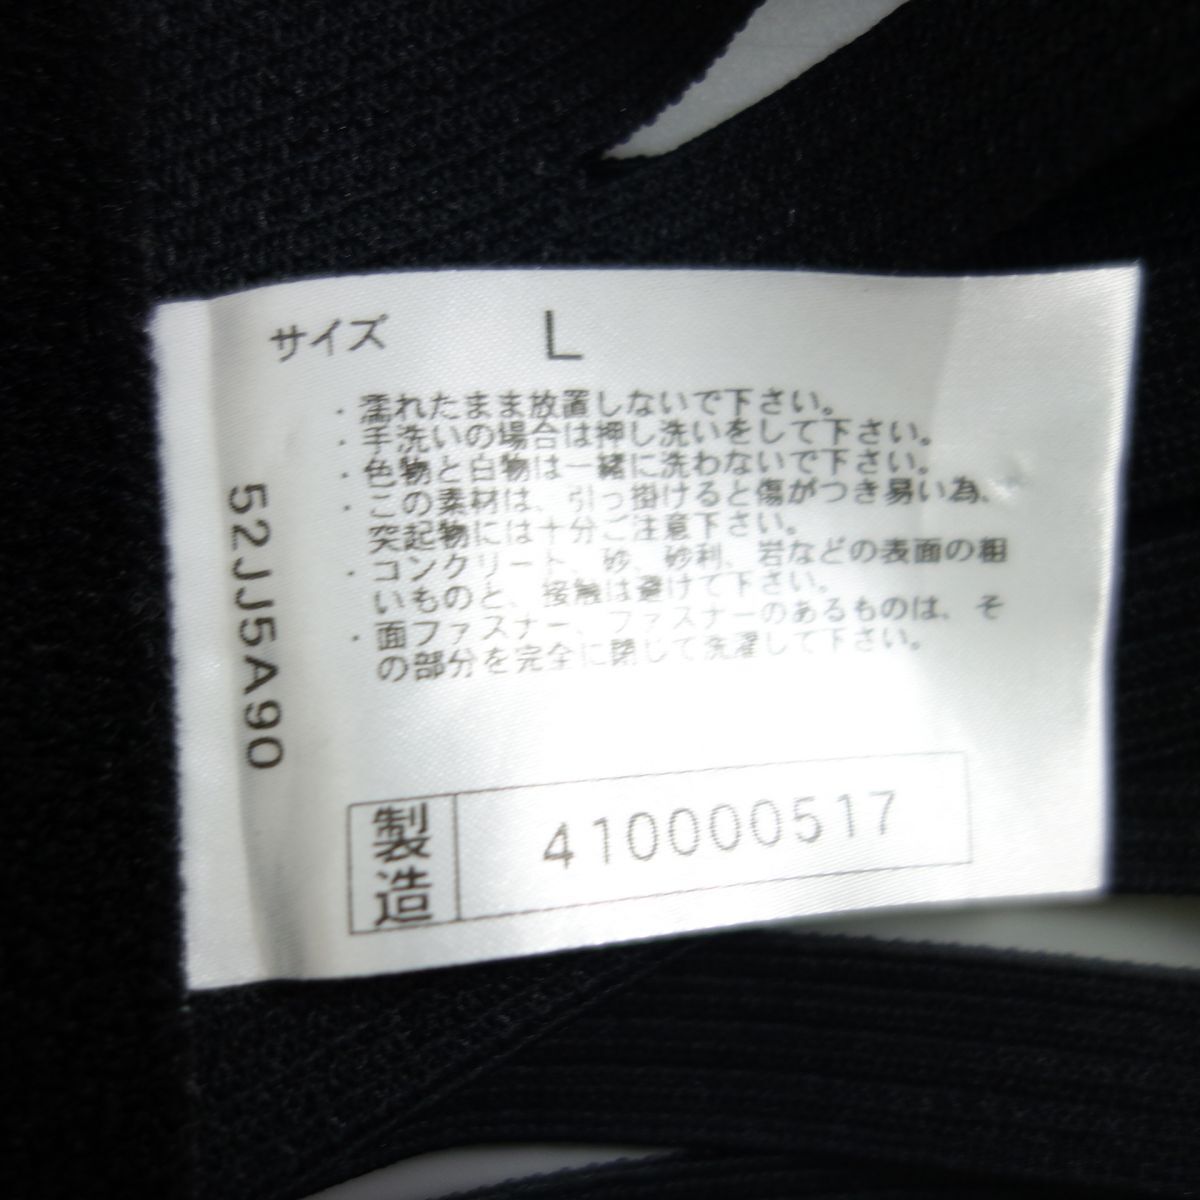 サイズ L
・濡れたまま放置しないで下さい。
・手洗いの場合は押し洗いをして下さい。
・色物と白物は一緒に洗わないで下さい。
・この素材は、引っ掛けると傷がつき易い為、
突起物には十分ご注意下さい。
・コンクリート、砂、砂利、岩などの表面の粗
いものと、接触は避けて下さい。
・面ファスナー、ファスナーのあるものは、そ
の部分を完全に閉じて洗濯して下さい。
52JJ5A90
製造 410000517